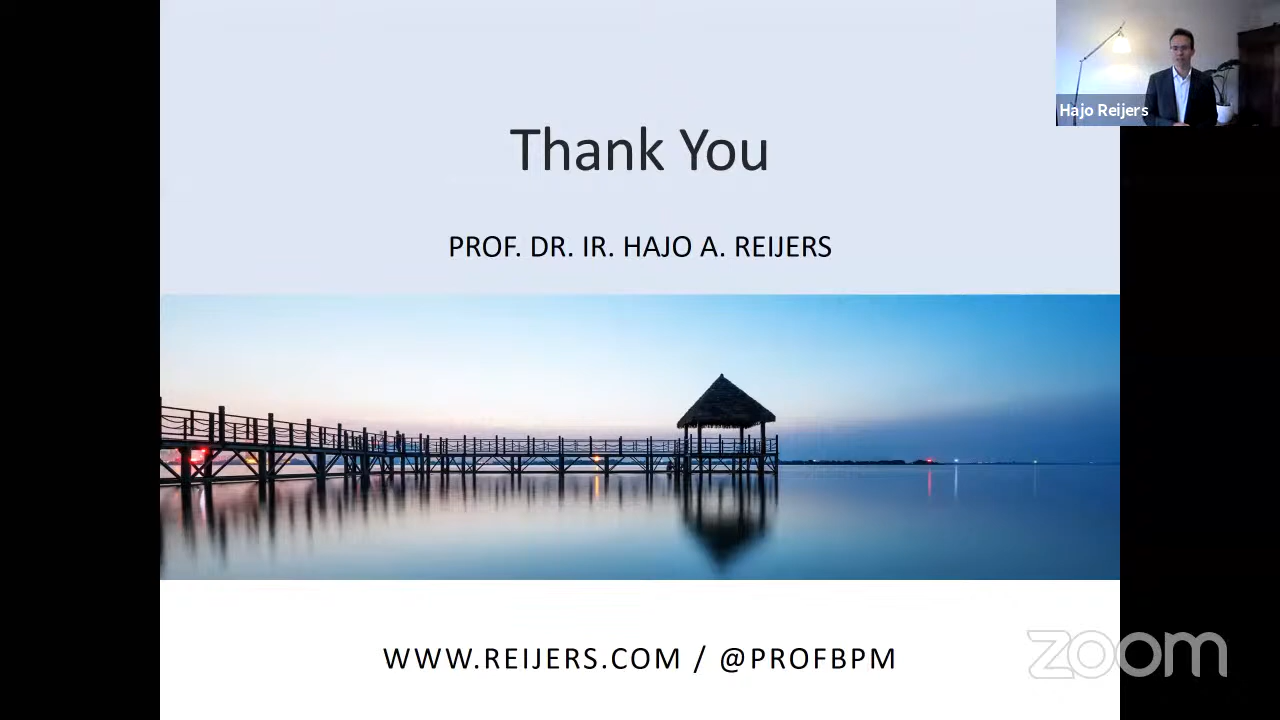 Hajo Reijers
Thank You
PROF. DR. IR. HAJO A. REIJERS
WWW.REIJERS.COM / @PROFBPM
zoom